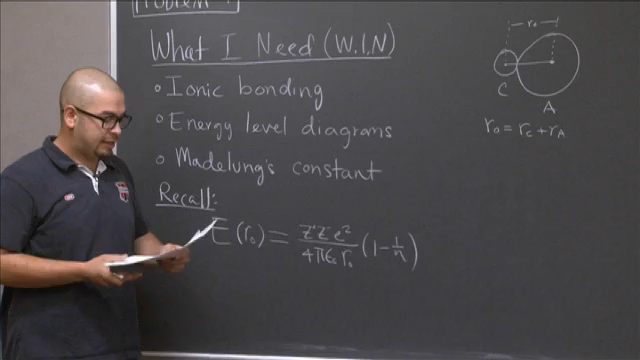 Problem
What I Need (W.I.N)
• Ionic bonding
• Energy level diagrams
• Madelung's constant
Recall:
E(r₀) = Z⁺Z⁻e² / 4πε₀r₀ (1 - 1/n)
r₀
C
A
r₀ = r_C + r_A